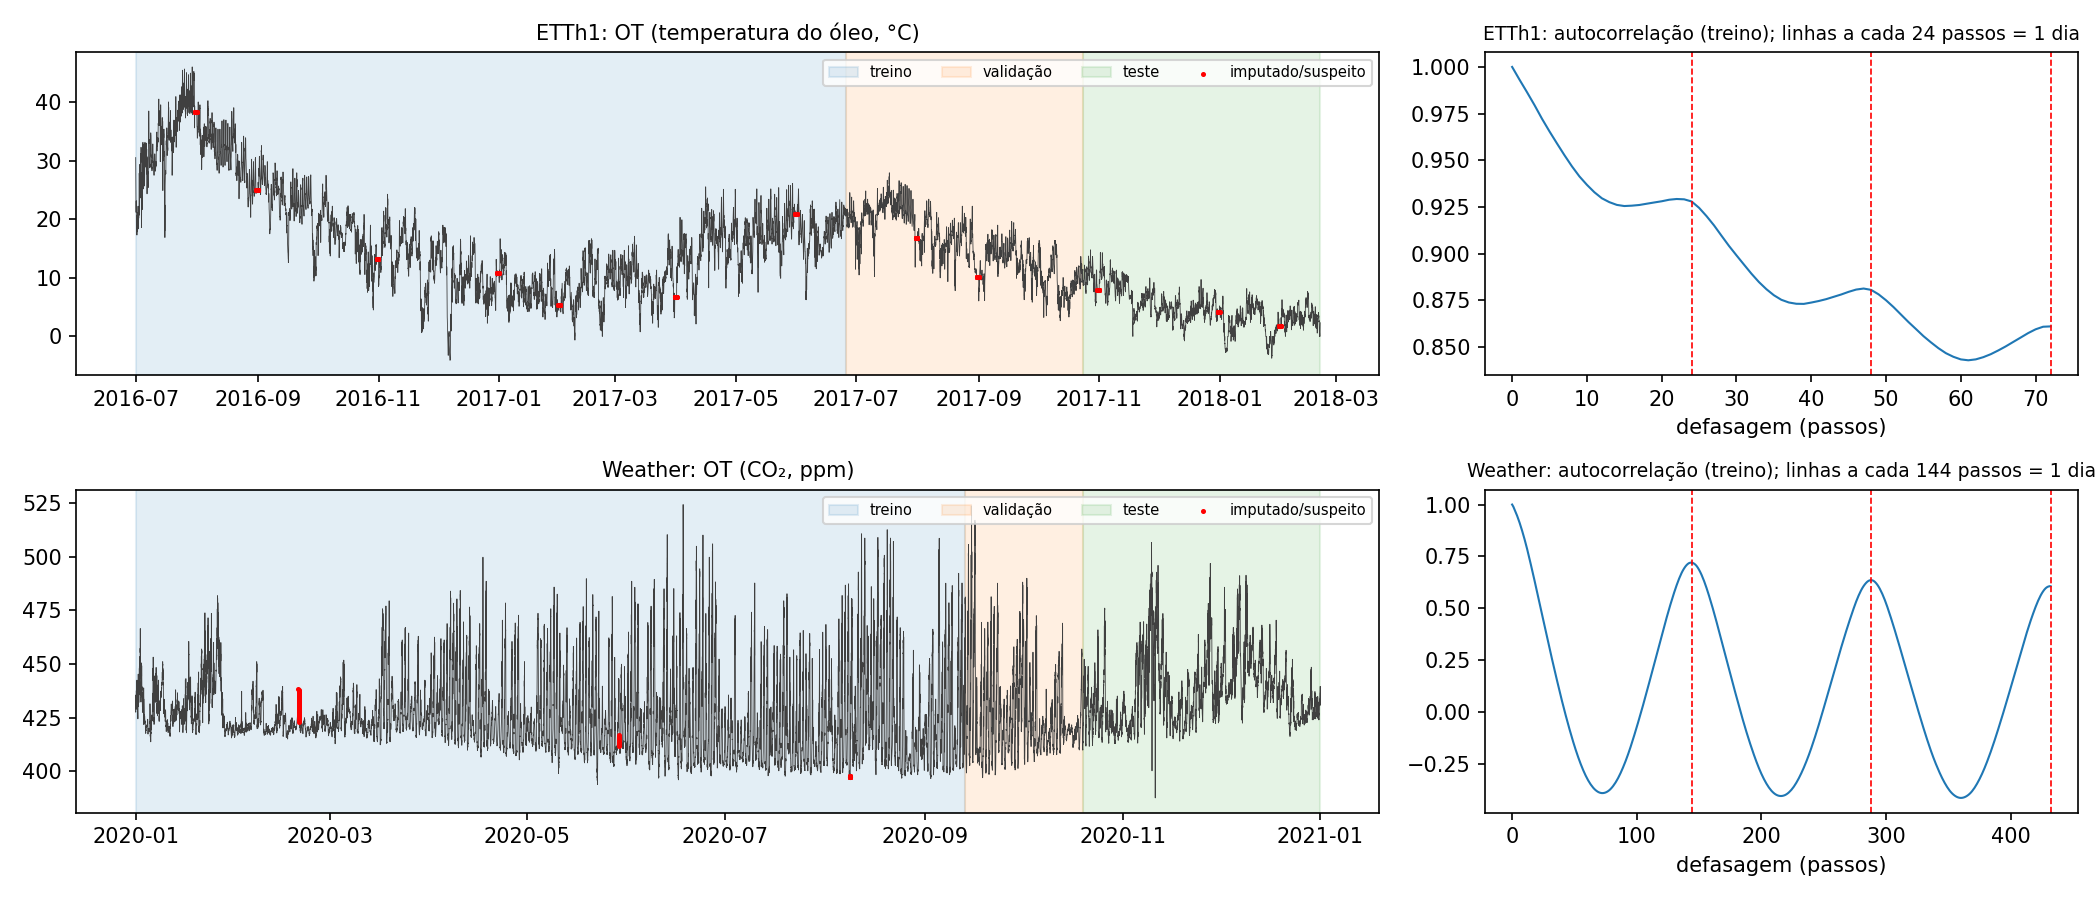 ETTh1: OT (temperatura do óleo, °C)
treino validação teste imputado/suspeito
40
30
20
10
0
2016-07 2016-09 2016-11 2017-01 2017-03 2017-05 2017-07 2017-09 2017-11 2018-01 2018-03
ETTh1: autocorrelação (treino); linhas a cada 24 passos = 1 dia
1.000
0.975
0.950
0.925
0.900
0.875
0.850
0 10 20 30 40 50 60 70
defasagem (passos)
Weather: OT (CO₂, ppm)
treino validação teste imputado/suspeito
525
500
475
450
425
400
2020-01 2020-03 2020-05 2020-07 2020-09 2020-11 2021-01
Weather: autocorrelação (treino); linhas a cada 144 passos = 1 dia
1.00
0.75
0.50
0.25
0.00
−0.25
0 100 200 300 400
defasagem (passos)